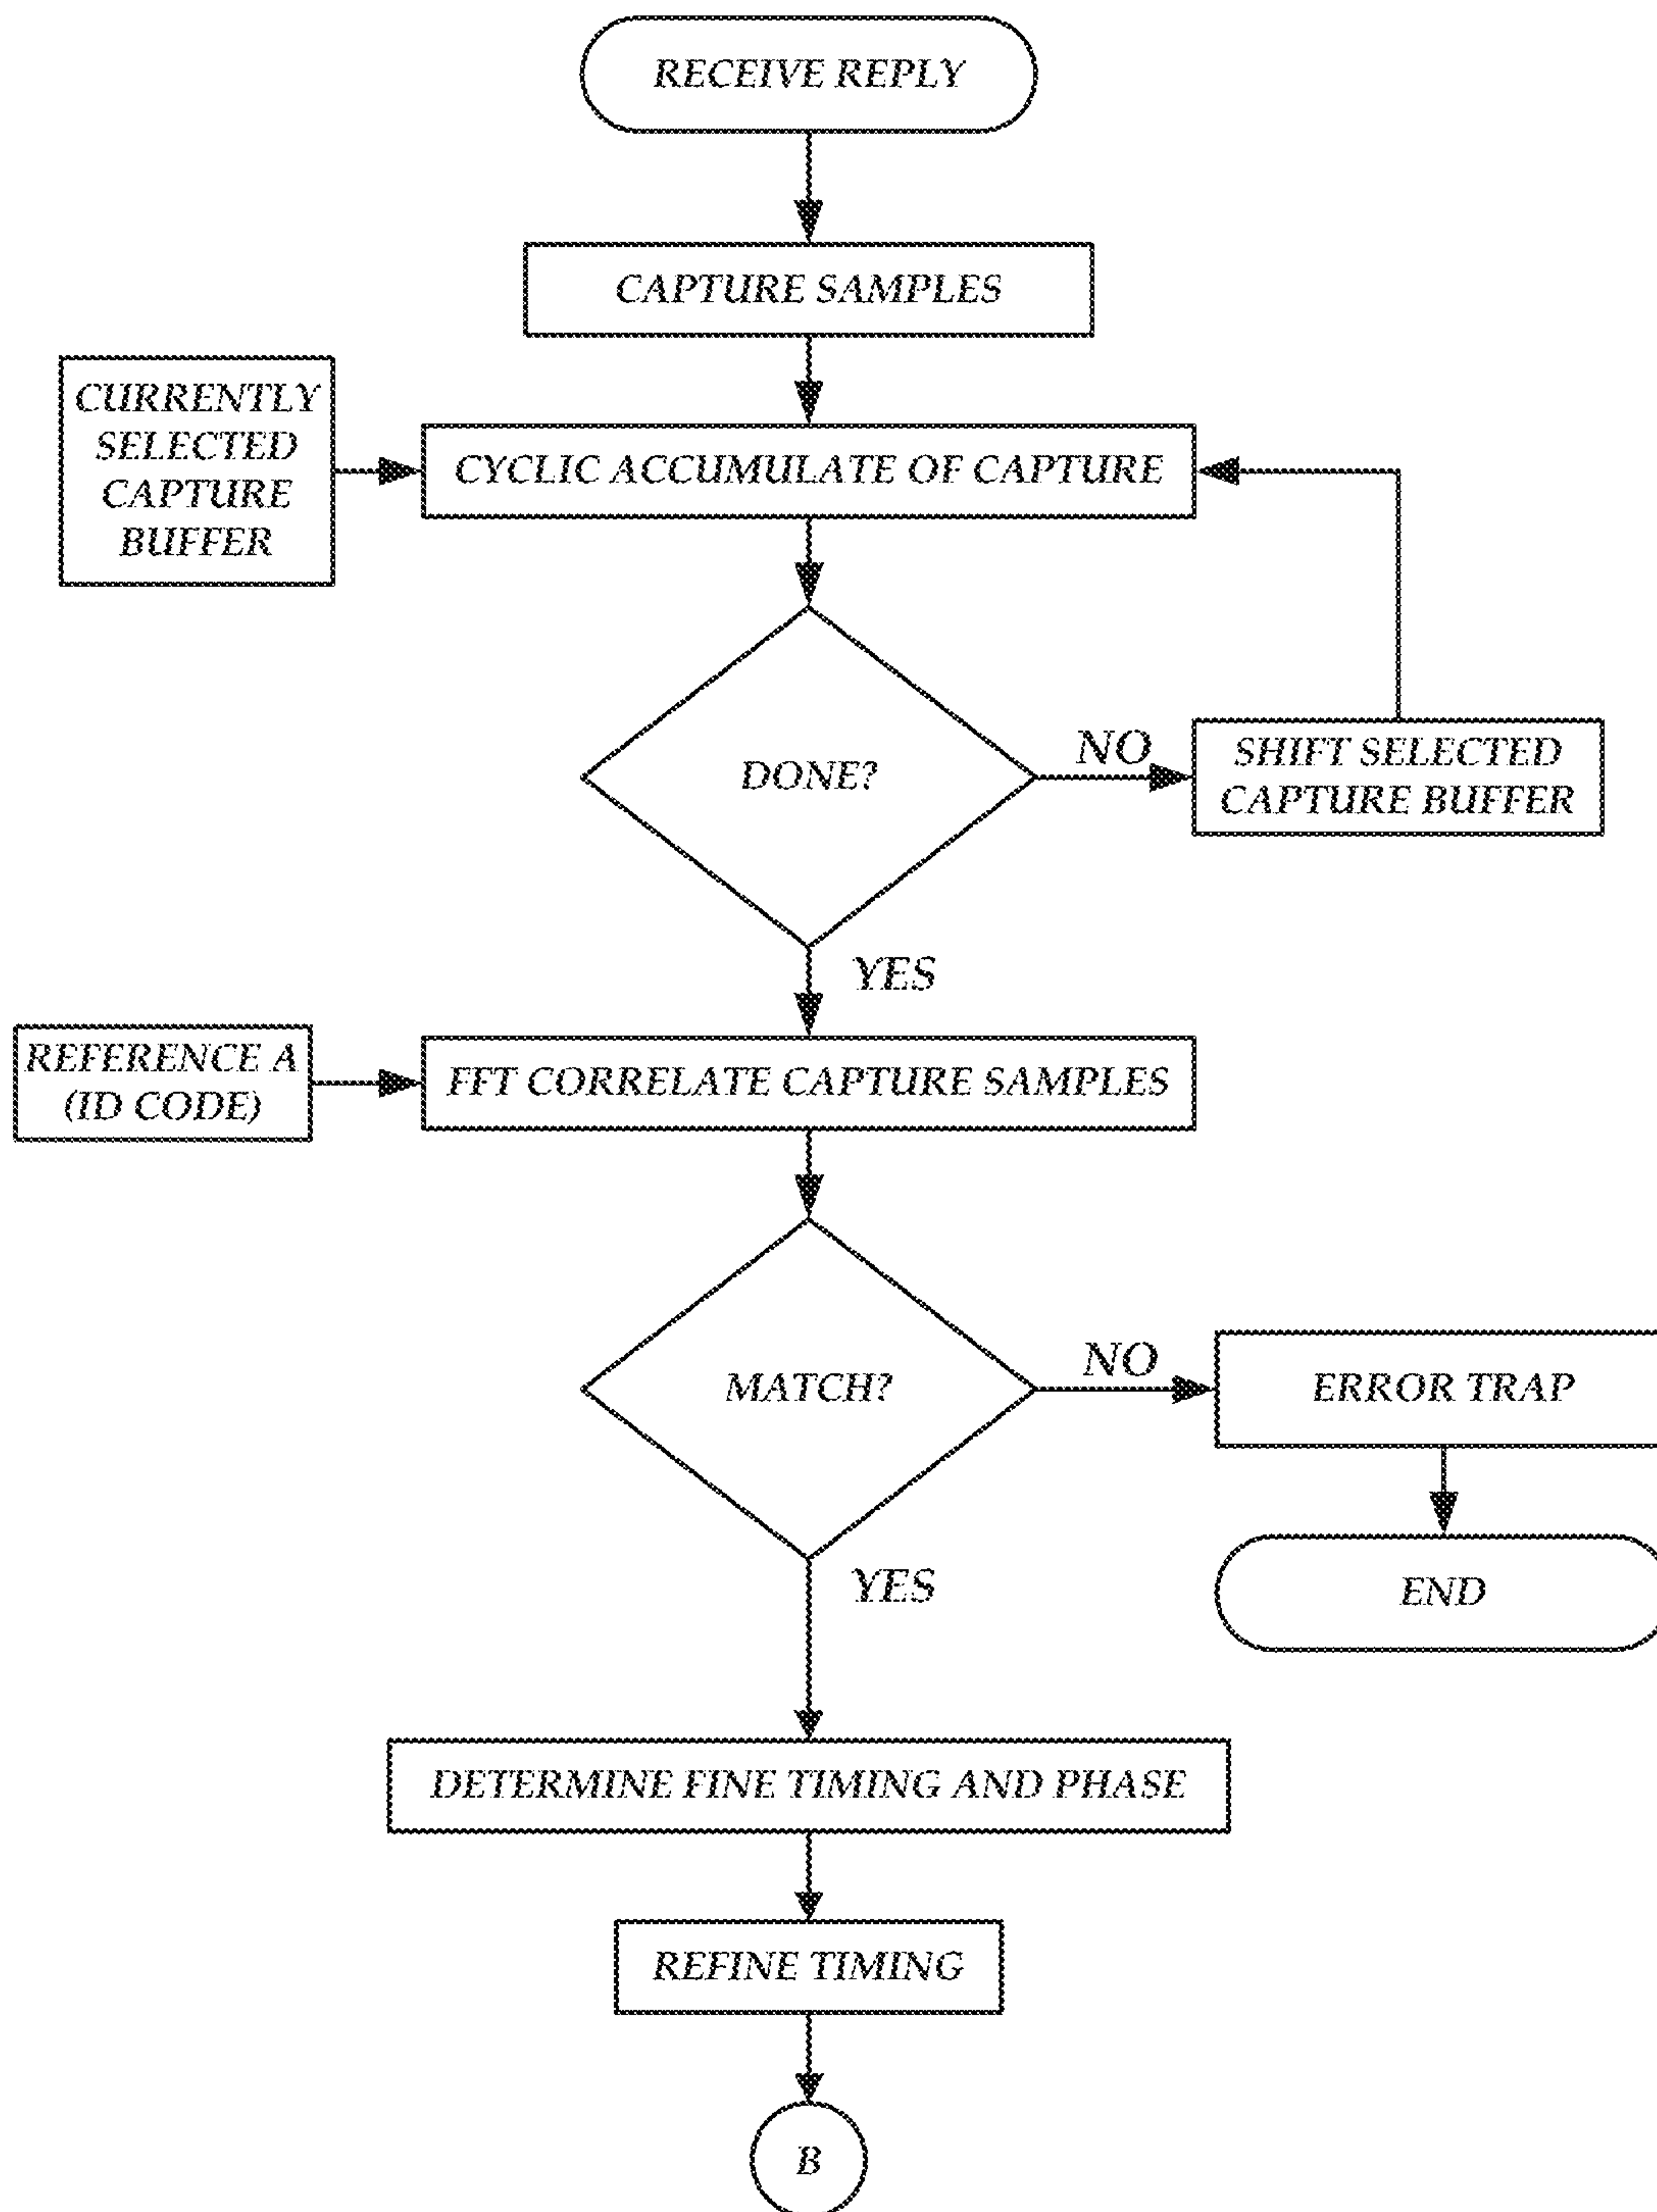 RECEIVE REPLY
CAPTURE SAMPLES
CURRENTLY
SELECTED
CAPTURE
BUFFER
CYCLIC ACCUMULATE OF CAPTURE
DONE?
NO
SHIFT SELECTED
CAPTURE BUFFER
YES
REFERENCE A
(ID CODE)
FFT CORRELATE CAPTURE SAMPLES
MATCH?
NO
ERROR TRAP
YES
END
DETERMINE FINE TIMING AND PHASE
REFINE TIMING
B